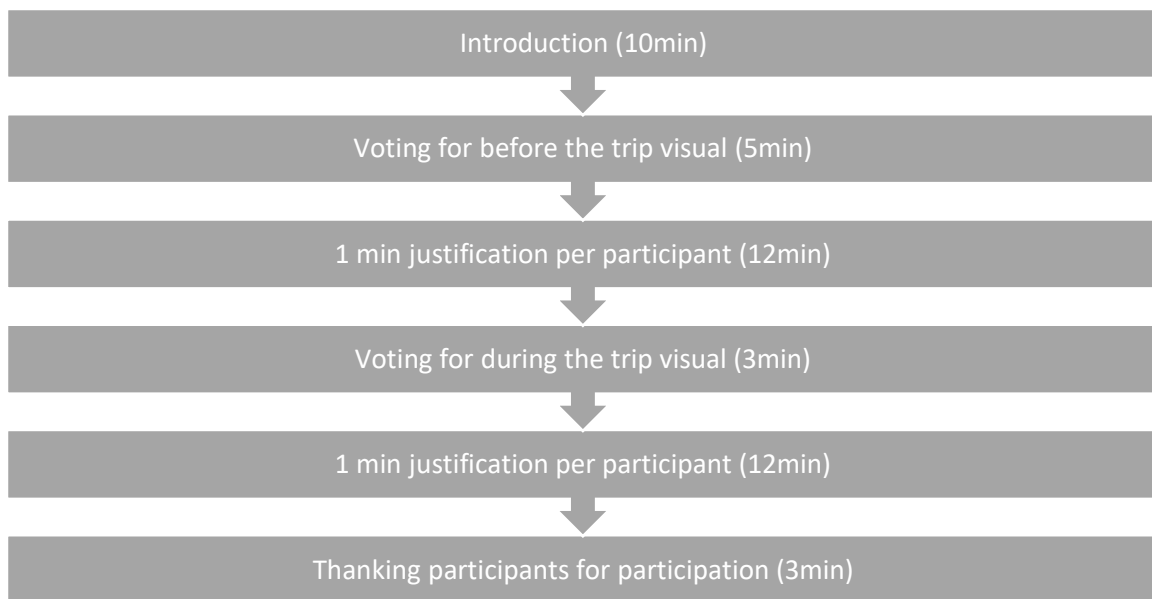 Introduction (10min)
Voting for before the trip visual (5min)
1 min justification per participant (12min)
Voting for during the trip visual (3min)
1 min justification per participant (12min)
Thanking participants for participation (3min)